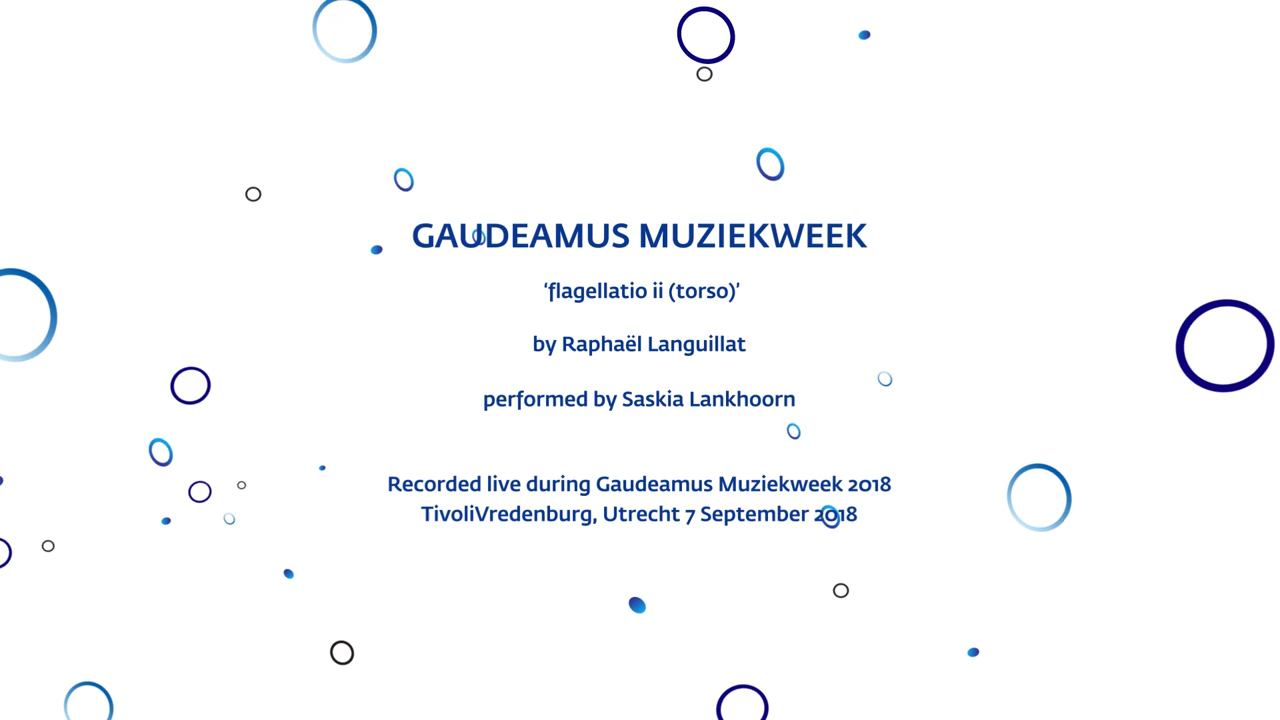 GAUDEAMUS MUZIEKWEEK
‘flagellatio ii (torso)’
by Raphaël Languillat
performed by Saskia Lankhoorn
Recorded live during Gaudeamus Muziekweek 2018
TivoliVredenburg, Utrecht 7 September 2018